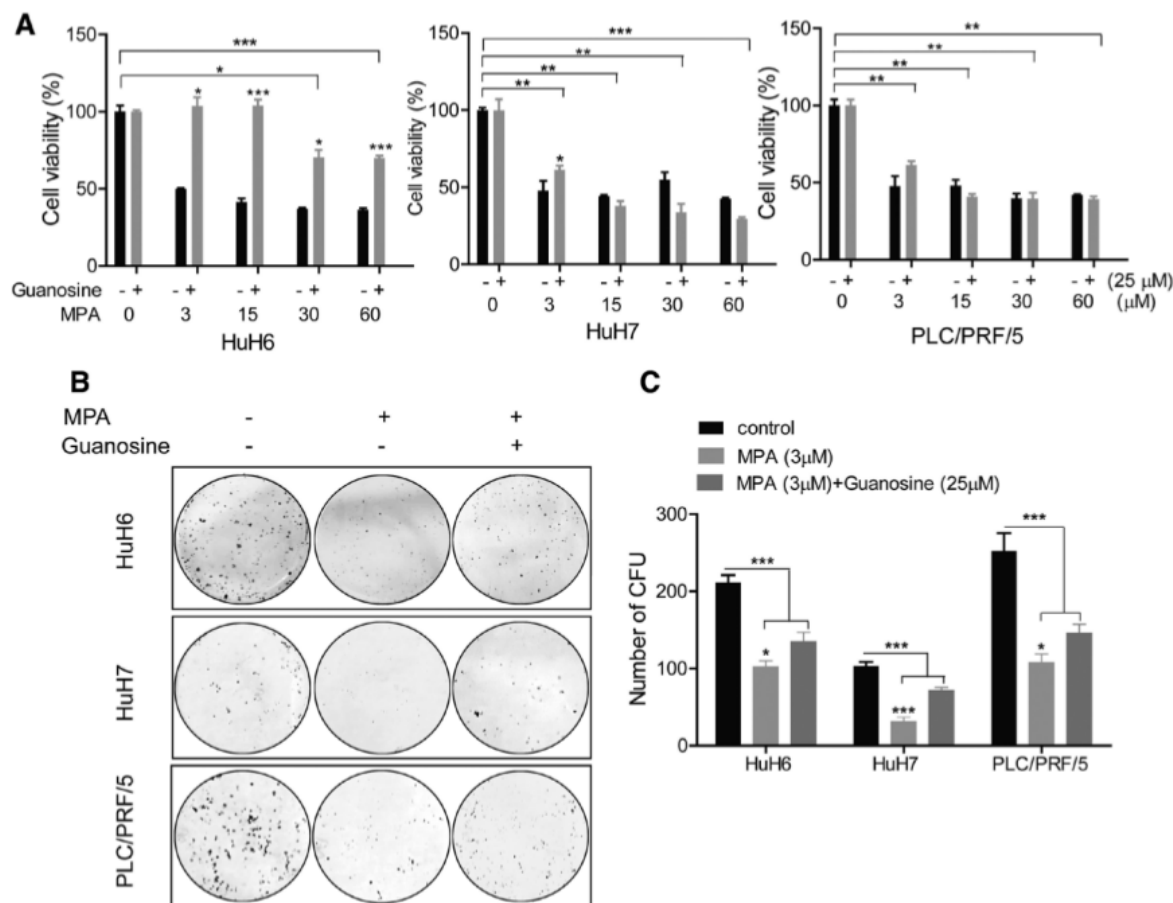 A
Cell viability (%)
150
100
50
0
***
*
*
***
*
***
Guanosine - + - + - + - + - +
MPA 0 3 15 30 60
HuH6
Cell viability (%)
150
100
50
0
***
**
**
**
*
- + - + - + - + - +
0 3 15 30 60
HuH7
Cell viability (%)
150
100
50
0
**
**
**
**
- + - + - + - + - + (25 μM)
0 3 15 30 60 (μM)
PLC/PRF/5
B
MPA - + +
Guanosine - - +
HuH6
HuH7
PLC/PRF/5
C
control
MPA (3μM)
MPA (3μM)+Guanosine (25μM)
Number of CFU
300
200
100
0
***
*
***
***
***
*
HuH6 HuH7 PLC/PRF/5